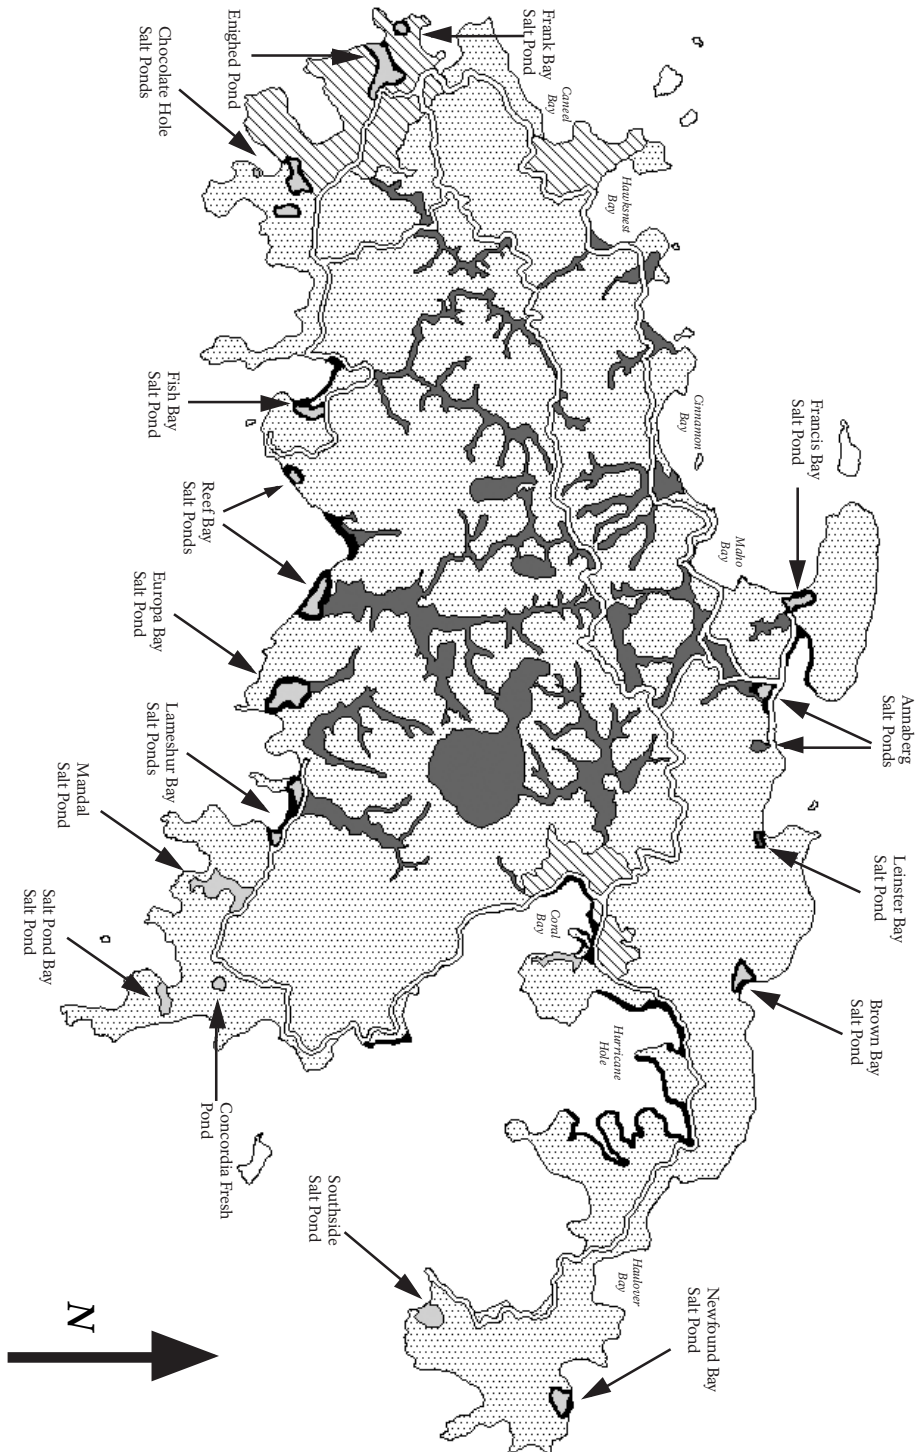 Frank Bay
Salt Pond
Enighed Pond
Chocolate Hole
Salt Ponds
Caneel
Bay
Hawksnest
Bay
Cinnamon
Bay
Maho
Bay
Francis Bay
Salt Pond
Fish Bay
Salt Pond
Reef Bay
Salt Ponds
Europa Bay
Salt Pond
Lameshur Bay
Salt Ponds
Mandal
Salt Pond
Salt Pond Bay
Salt Pond
Annaberg
Salt Ponds
Leinster Bay
Salt Pond
Brown Bay
Salt Pond
Coral
Bay
Hurricane
Hole
Concordia Fresh
Pond
Southside
Salt Pond
Haulover
Bay
Newfound Bay
Salt Pond
N